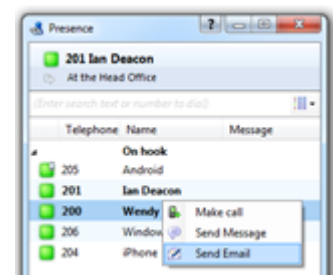 Presence
201 Ian Deacon
At the Head Office
(Enter search text or number to dial)
Telephone Name Message
On hook
205 Android
201 Ian Deacon
200 Wendy Make call
206 Window Send Message
204 iPhone Send Email